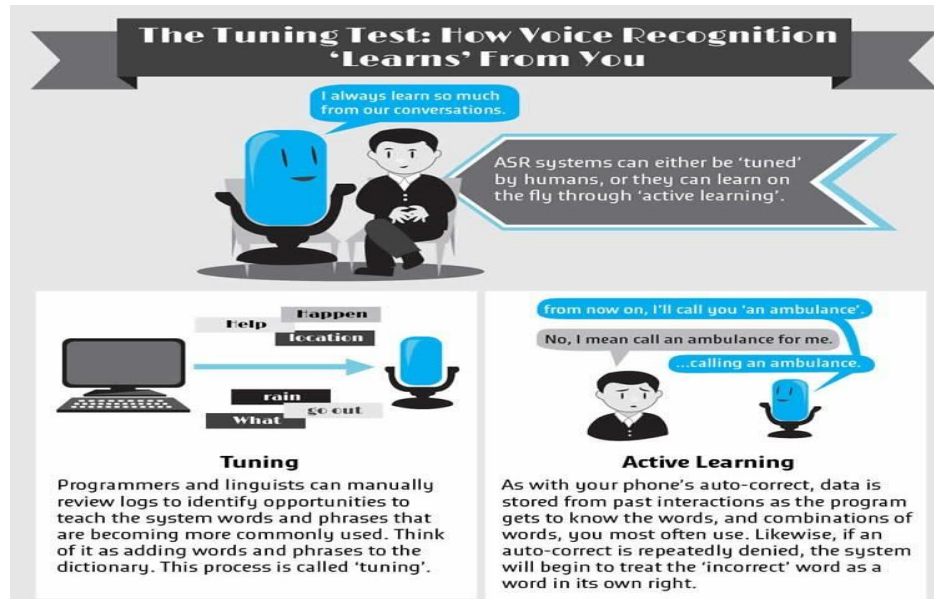 The Tuning Test: How Voice Recognition
'Learns' From You
I always learn so much
from our conversations.
ASR systems can either be 'tuned'
by humans, or they can learn on
the fly through 'active learning'.
Help
Happen
location
rain
go out
What
Tuning
Programmers and linguists can manually
review logs to identify opportunities to
teach the system words and phrases that
are becoming more commonly used. Think
of it as adding words and phrases to the
dictionary. This process is called 'tuning'.
from now on, I'll call you 'an ambulance'.
No, I mean call an ambulance for me.
...calling an ambulance.
Active Learning
As with your phone's auto-correct, data is
stored from past interactions as the program
gets to know the words, and combinations of
words, you most often use. Likewise, if an
auto-correct is repeatedly denied, the system
will begin to treat the 'incorrect' word as a
word in its own right.